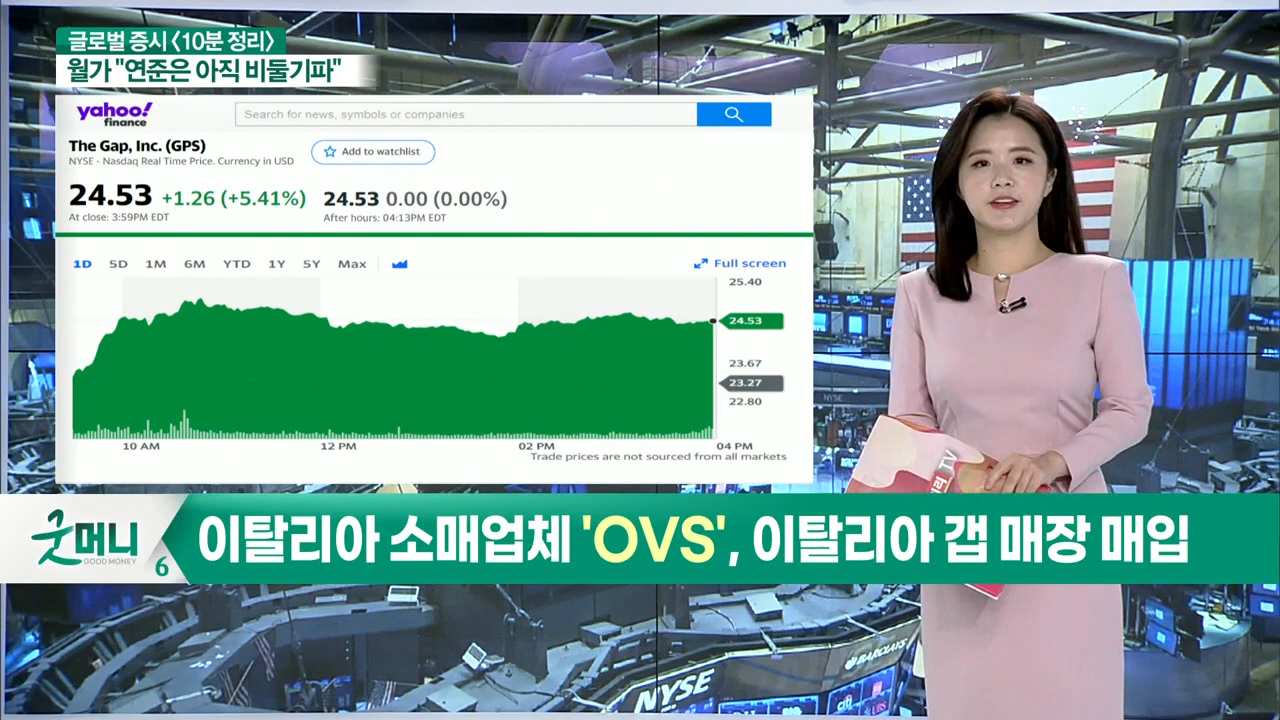 글로벌 증시 <10분 정리>
월가 "연준은 아직 비둘기파"
yahoo!
finance
Search for news, symbols or companies
The Gap, Inc. (GPS)
NYSE - Nasdaq Real Time Price. Currency in USD
Add to watchlist
24.53 +1.26 (+5.41%)
At close: 3:59PM EDT
24.53 0.00 (0.00%)
After hours: 04:13PM EDT
1D 5D 1M 6M YTD 1Y 5Y Max
Full screen
25.40
24.53
23.67
23.27
22.80
10 AM 12 PM 02 PM 04 PM
Trade prices are not sourced from all markets
굿머니
GOOD MONEY
6
이탈리아 소매업체 'OVS', 이탈리아 갭 매장 매입
TV
NYSE
NYSE
BARCLAYS
citi
UBS